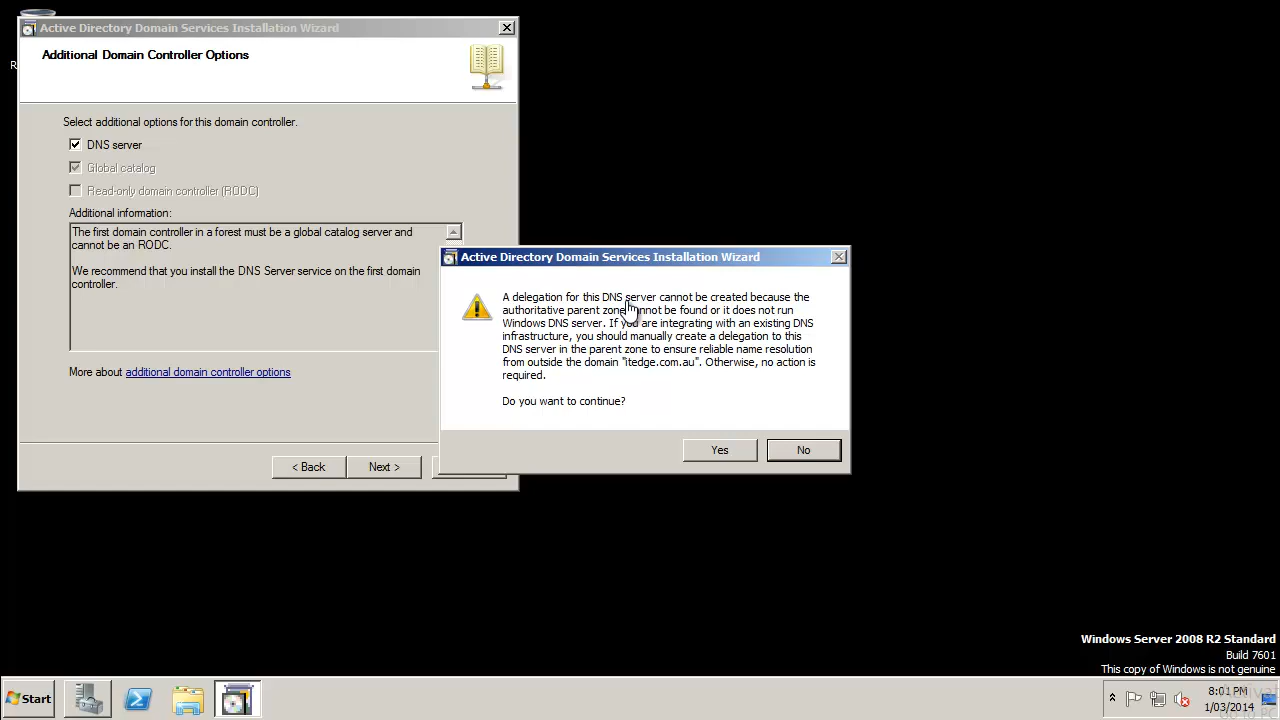 Active Directory Domain Services Installation Wizard
Additional Domain Controller Options
R
Select additional options for this domain controller.
DNS server
Global catalog
Read-only domain controller (RODC)
Additional information:
The first domain controller in a forest must be a global catalog server and
cannot be an RODC.
We recommend that you install the DNS Server service on the first domain
controller.
More about additional domain controller options
< Back
Next >
Active Directory Domain Services Installation Wizard
A delegation for this DNS server cannot be created because the
authoritative parent zone cannot be found or it does not run
Windows DNS server. If you are integrating with an existing DNS
infrastructure, you should manually create a delegation to this
DNS server in the parent zone to ensure reliable name resolution
from outside the domain "itedge.com.au". Otherwise, no action is
required.
Do you want to continue?
Yes
No
Windows Server 2008 R2 Standard
Build 7601
This copy of Windows is not genuine
Start
8:01 PM
1/03/2014